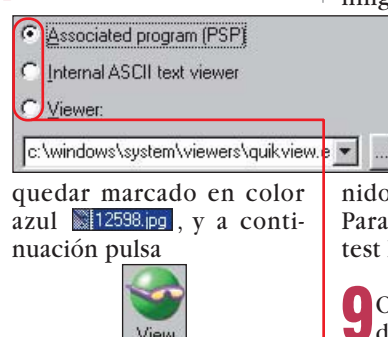 Associated program (PSP)
Internal ASCII text viewer
Viewer:
c:\windows\system\viewers\quikview.e
...
quedar marcado en color
azul 12598.jpg, y a conti-
nuación pulsa
View
nido
Para
test
9